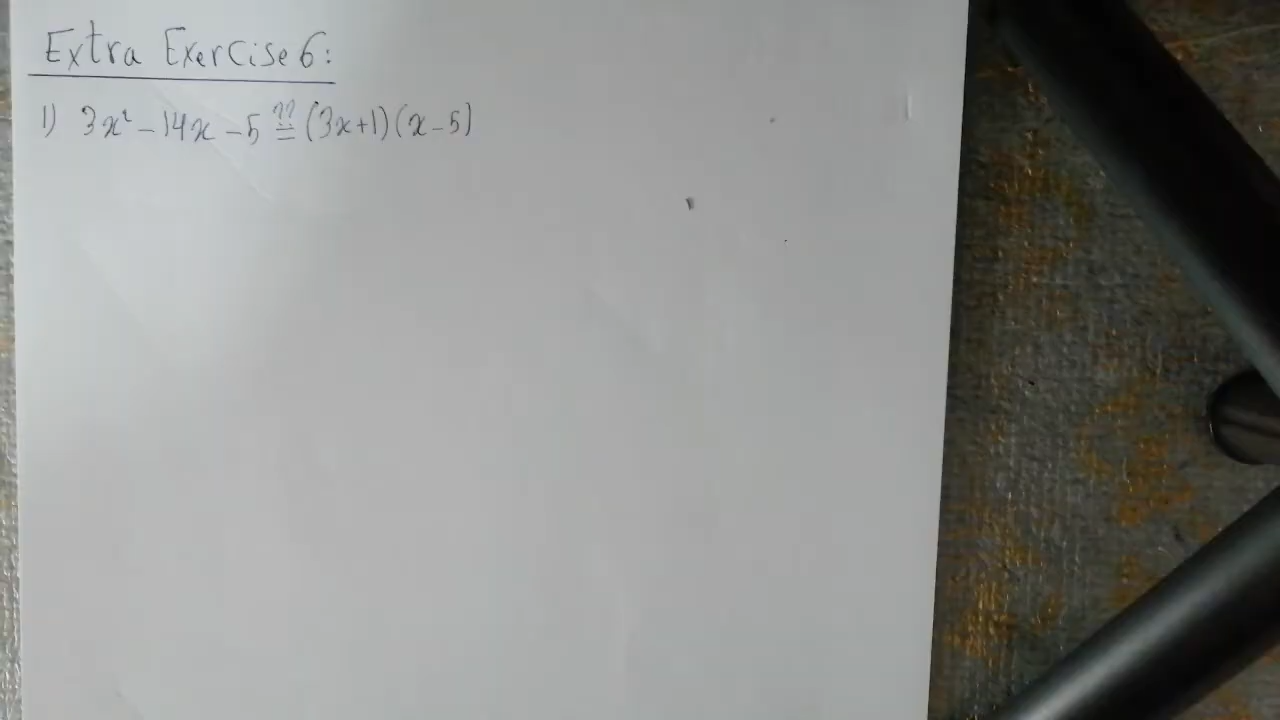 Extra Exercise 6:
1) 3x² - 14x - 5 ≟ (3x+1)(x-5)